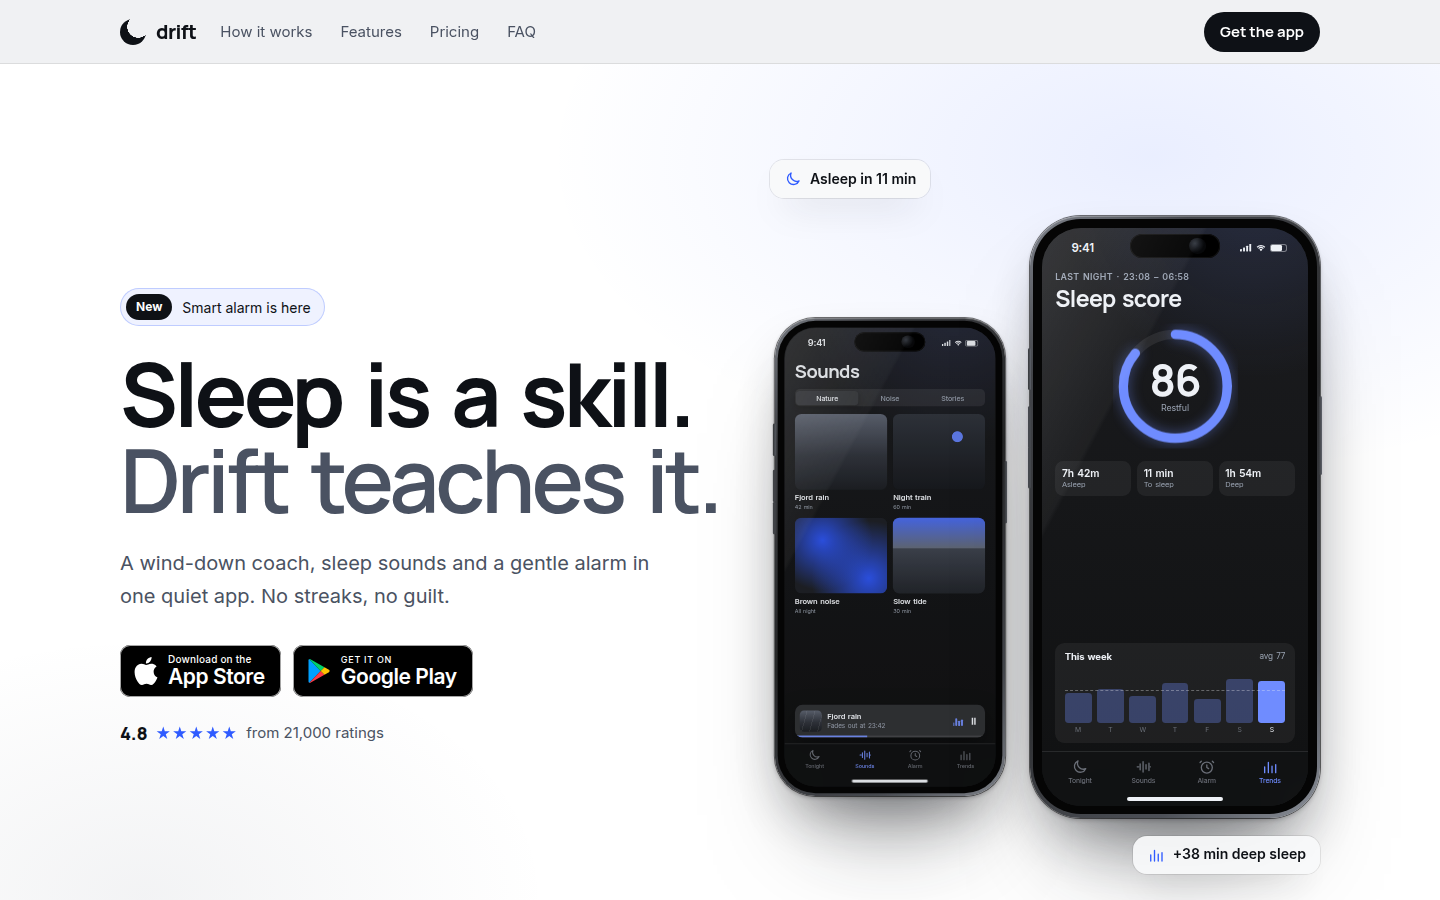 drift
How it works
Features
Pricing
FAQ
Get the app
New
Smart alarm is here
Sleep is a skill.
Drift teaches it.
A wind-down coach, sleep sounds and a gentle alarm in
one quiet app. No streaks, no guilt.
Download on the
App Store
GET IT ON
Google Play
4.8 ★★★★★ from 21,000 ratings
Asleep in 11 min
9:41
Sounds
Nature
Noise
Stories
Fjord rain
42 min
Night train
60 min
Brown noise
All night
Slow tide
30 min
Fjord rain
Fades out at 23:42
Tonight
Sounds
Alarm
Trends
9:41
LAST NIGHT · 23:08 – 06:58
Sleep score
86
Restful
7h 42m
Asleep
11 min
To sleep
1h 54m
Deep
This week
avg 77
M T W T F S S
Tonight
Sounds
Alarm
Trends
+38 min deep sleep